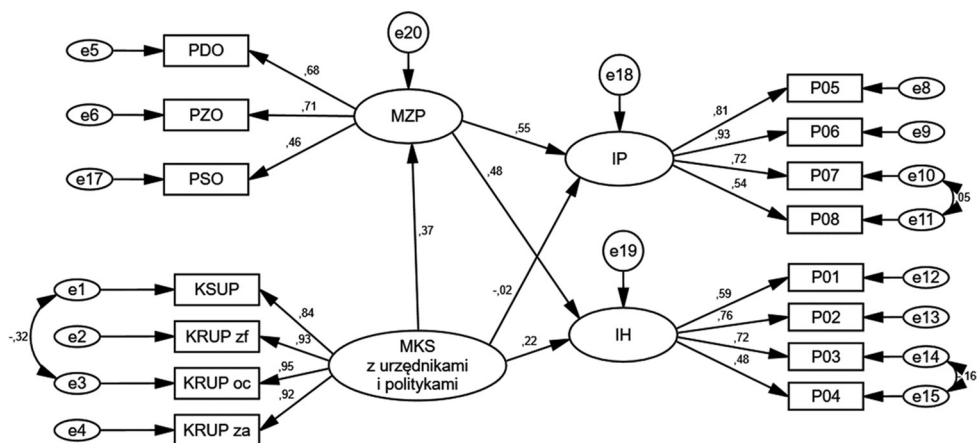 e20
e5
PDO
,68
e18
P05
e8
,81
e6
PZO
,71
MZP
,55
P06
e9
,93
IP
,46
,72
P07
e10
,48
,05
e17
PSO
,54
P08
e11
,37
e19
e1
KSUP
-,02
P01
e12
,59
,84
P02
e13
,76
-,32
e2
KRUP zf
,93
IH
,22
,72
P03
e14
MKS
z urzędnikami
i politykami
,95
,48
16
e3
KRUP oc
P04
e15
,92
e4
KRUP za